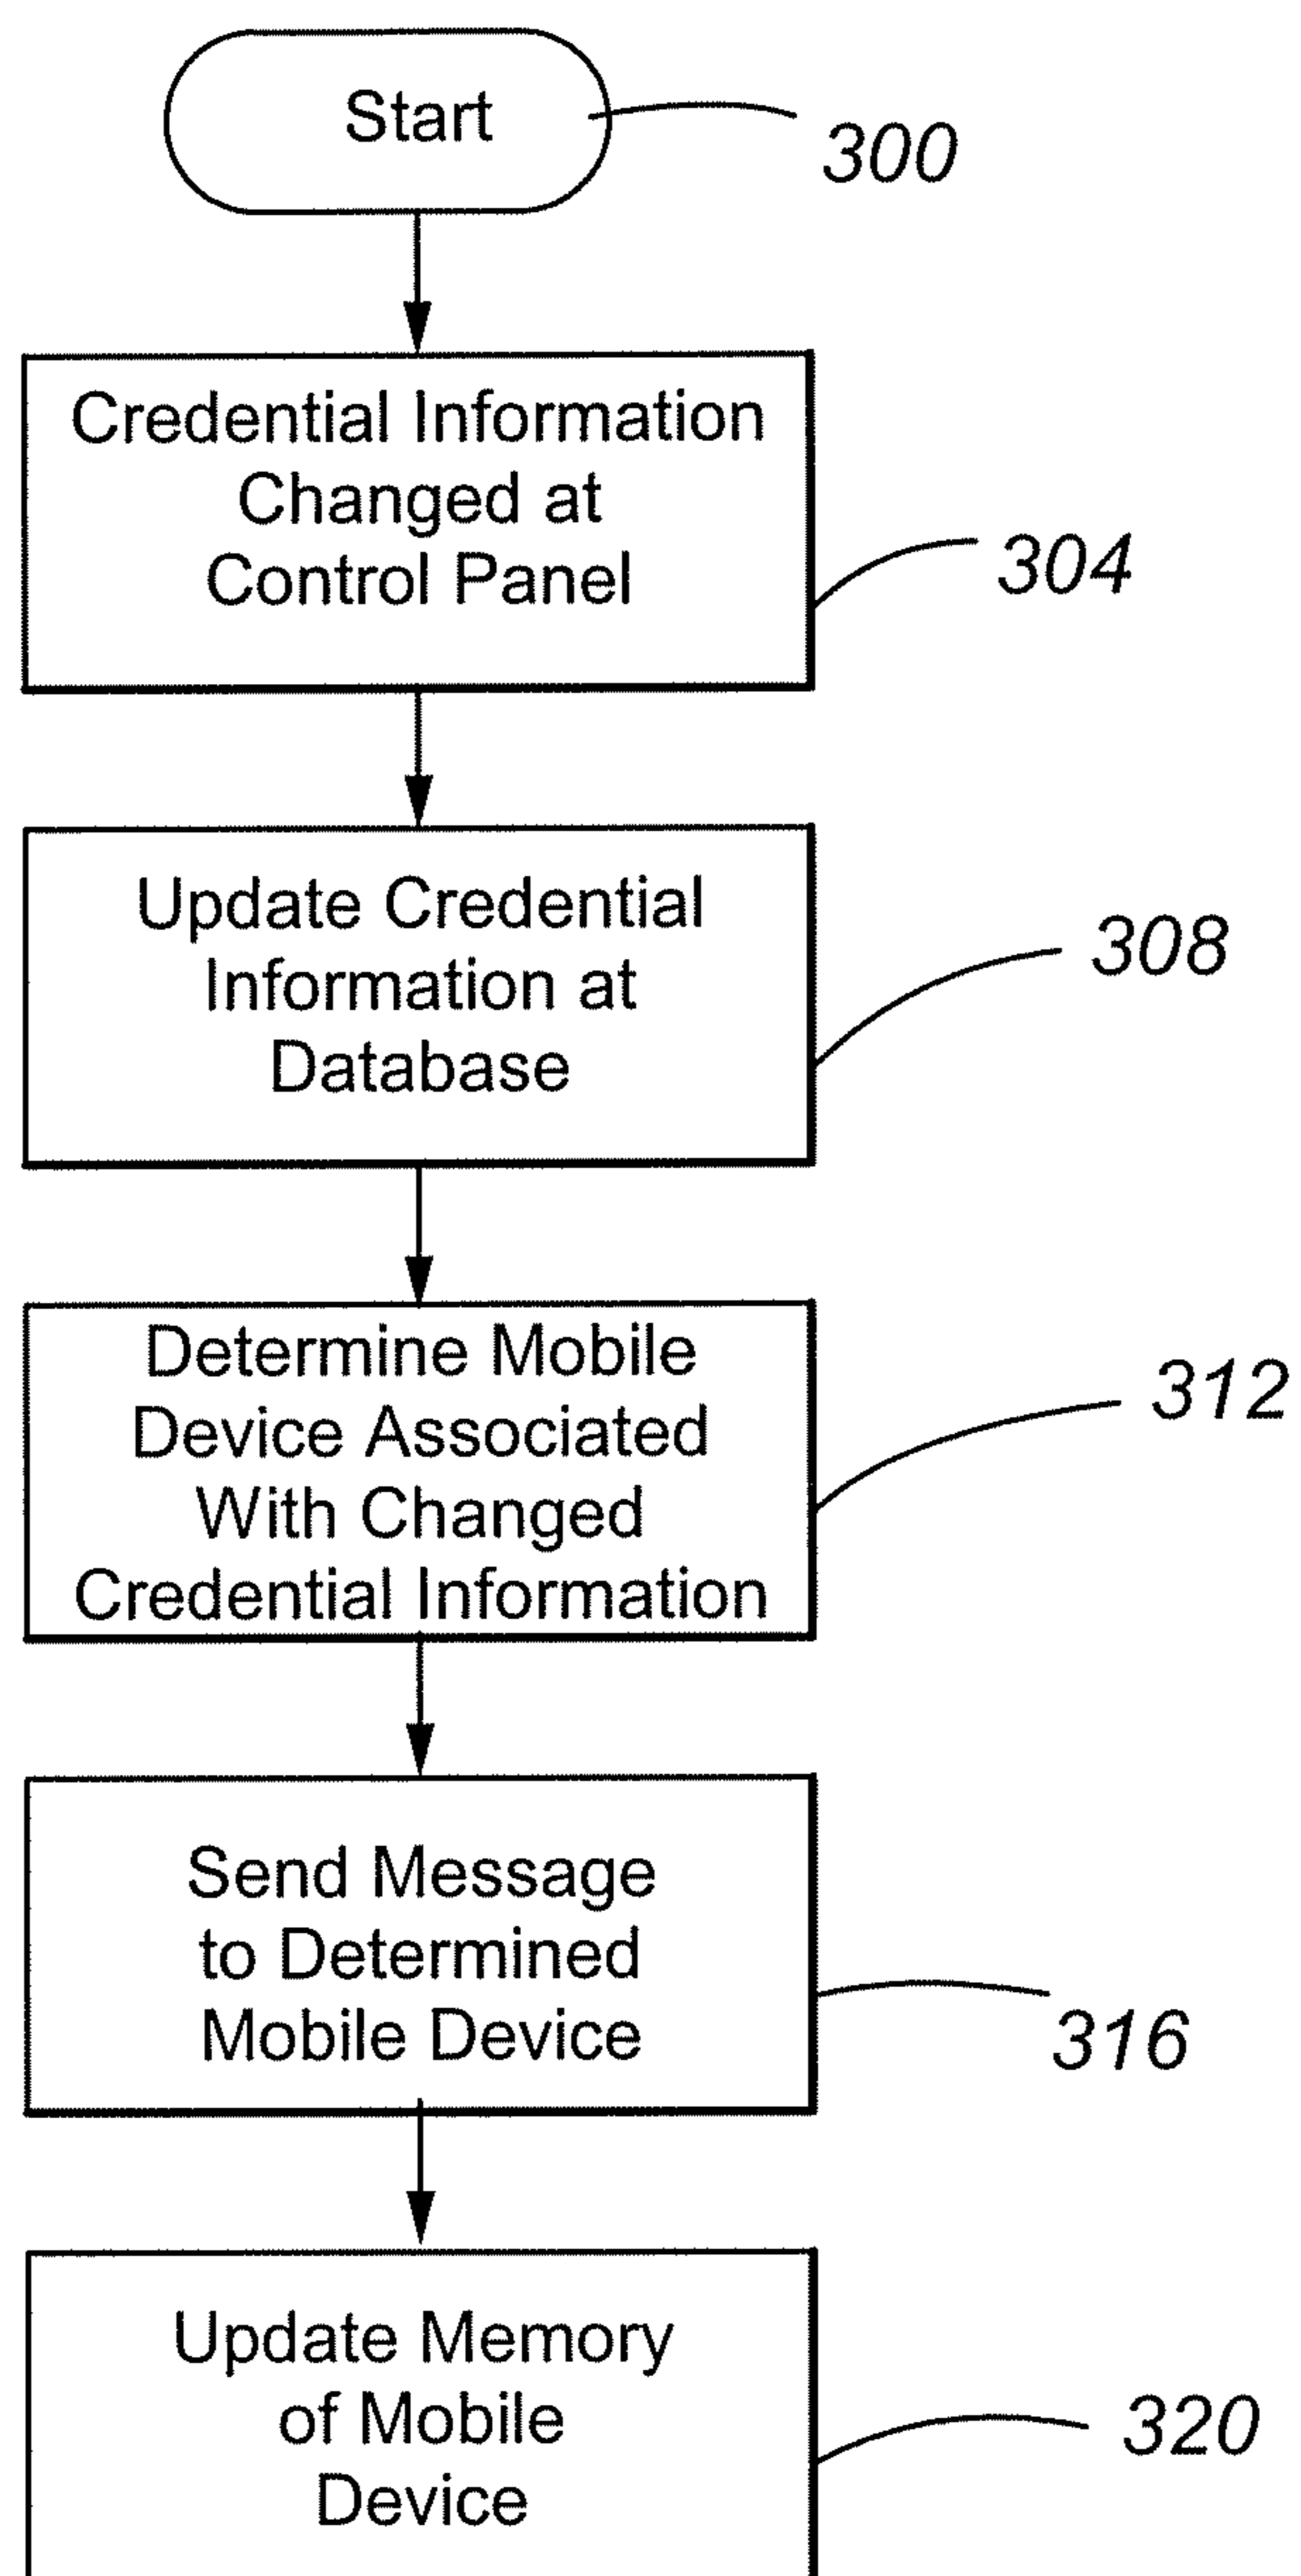 Start
300
Credential Information
Changed at
Control Panel
304
Update Credential
Information at
Database
308
Determine Mobile
Device Associated
With Changed
Credential Information
312
Send Message
to Determined
Mobile Device
316
Update Memory
of Mobile
Device
320